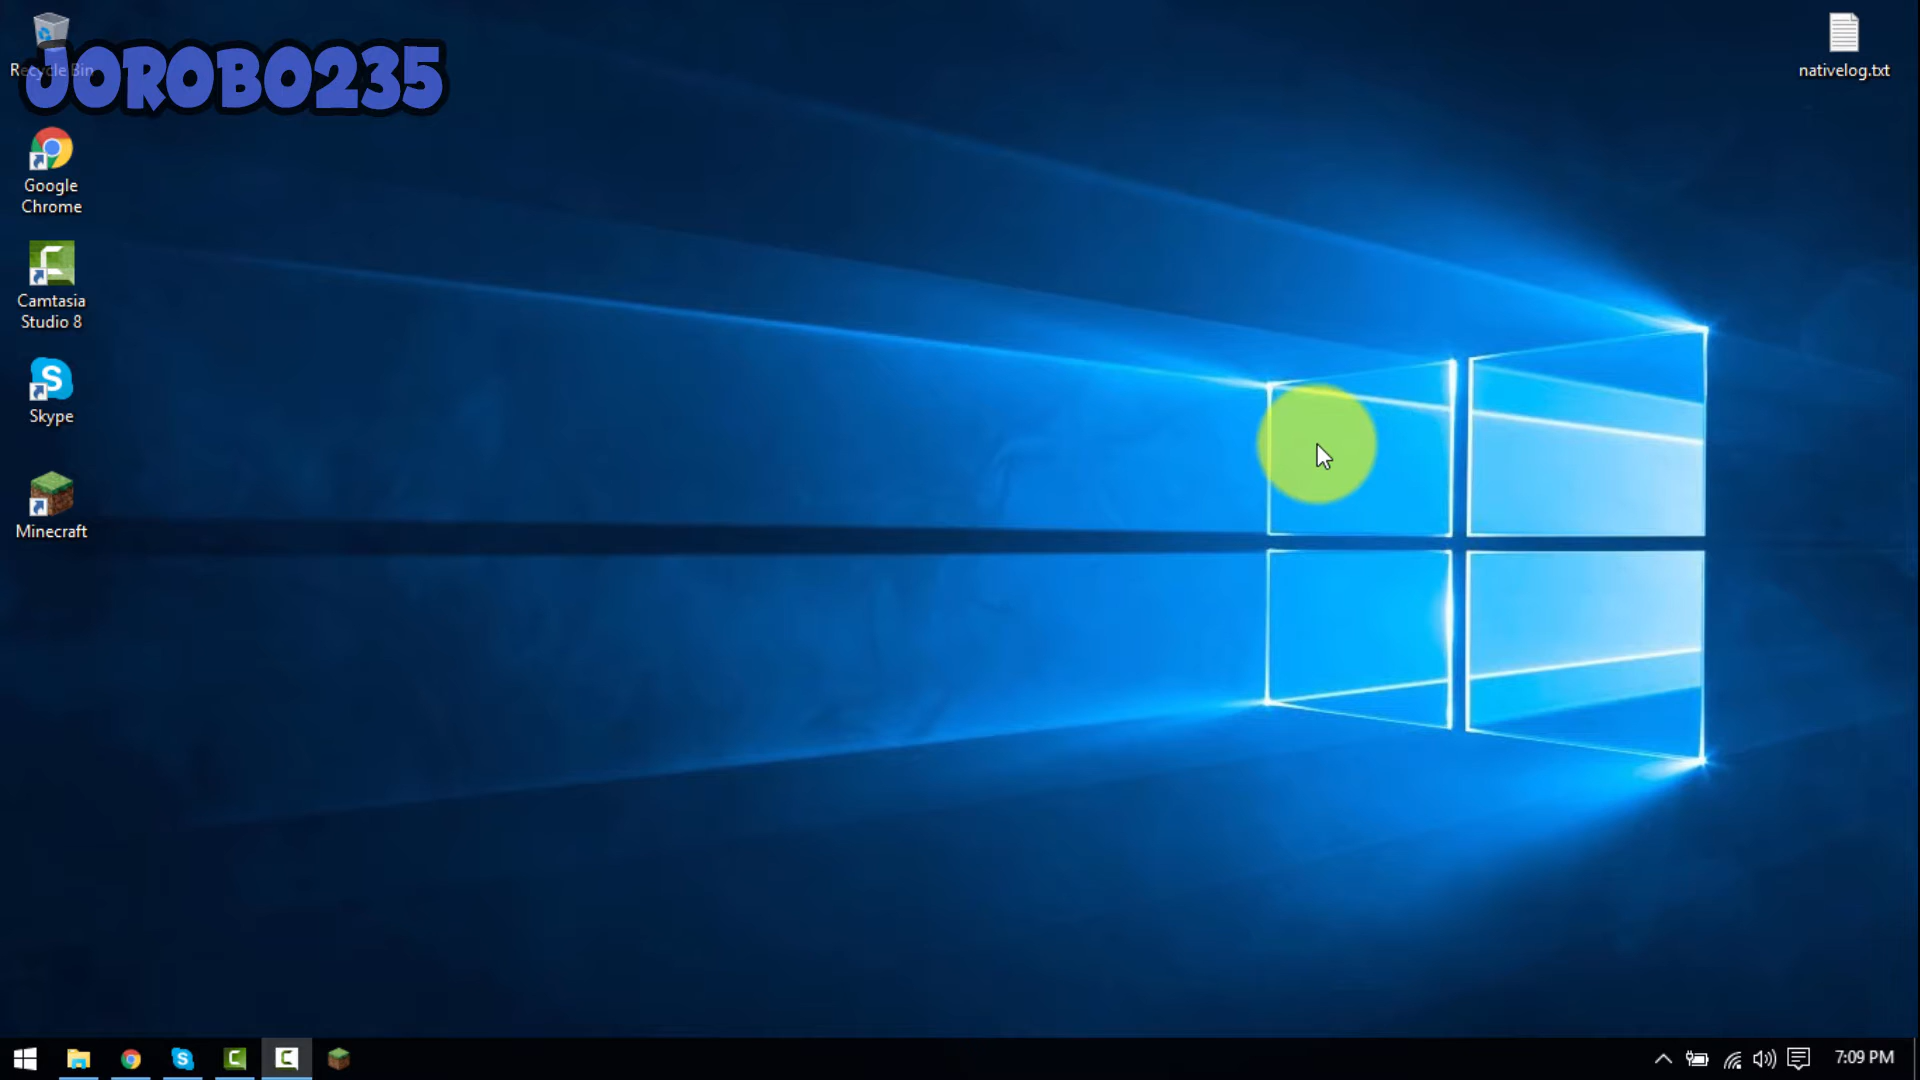 Recycle Bin
JOROBO235
nativelog.txt
Google
Chrome
Camtasia
Studio 8
Skype
Minecraft
7:09 PM